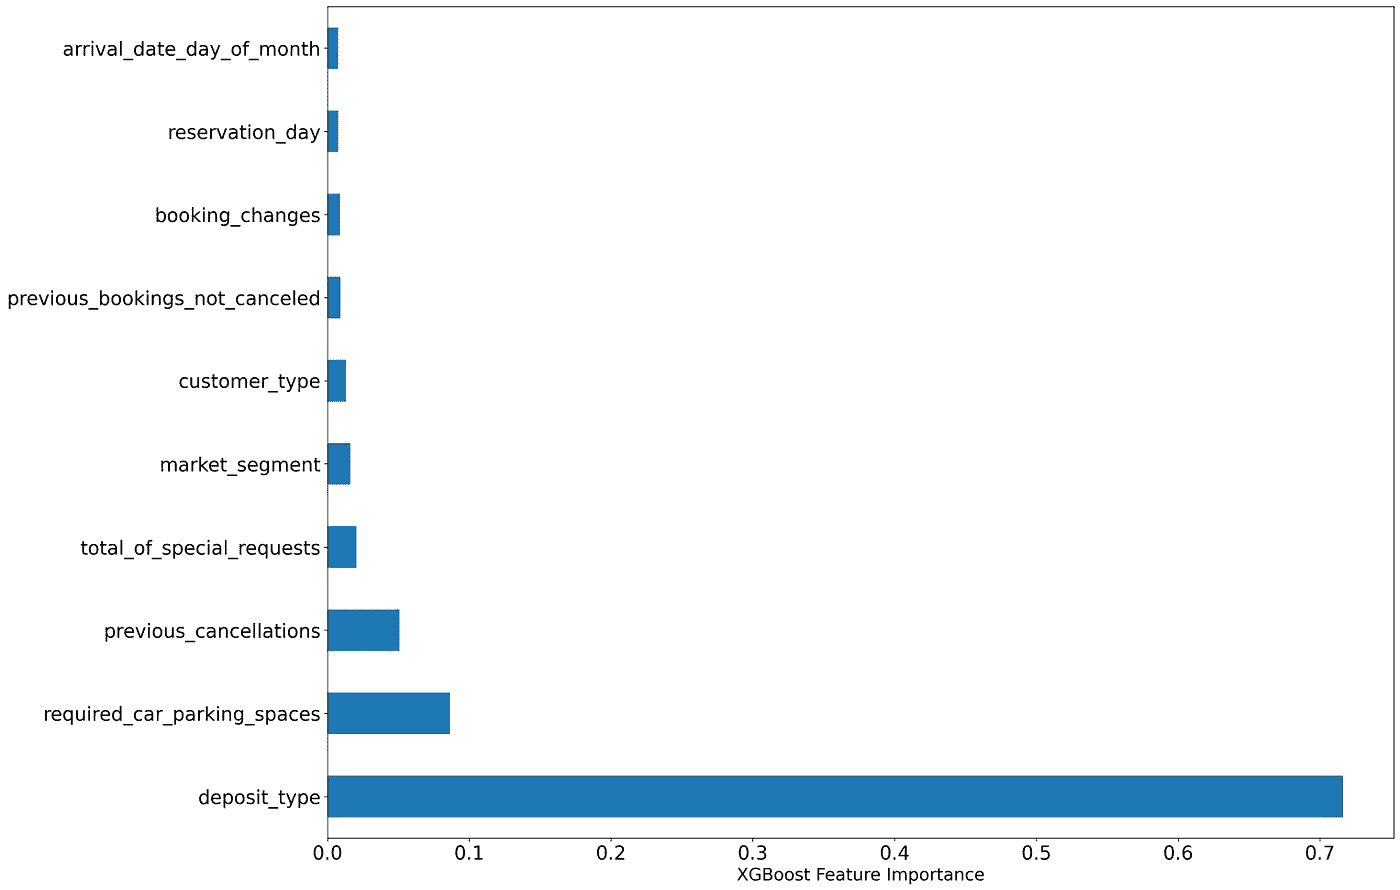 arrival_date_day_of_month
reservation_day
booking_changes
previous_bookings_not_canceled
customer_type
market_segment
total_of_special_requests
previous_cancellations
required_car_parking_spaces
deposit_type
0.0 0.1 0.2 0.3 0.4 0.5 0.6 0.7
XGBoost Feature Importance